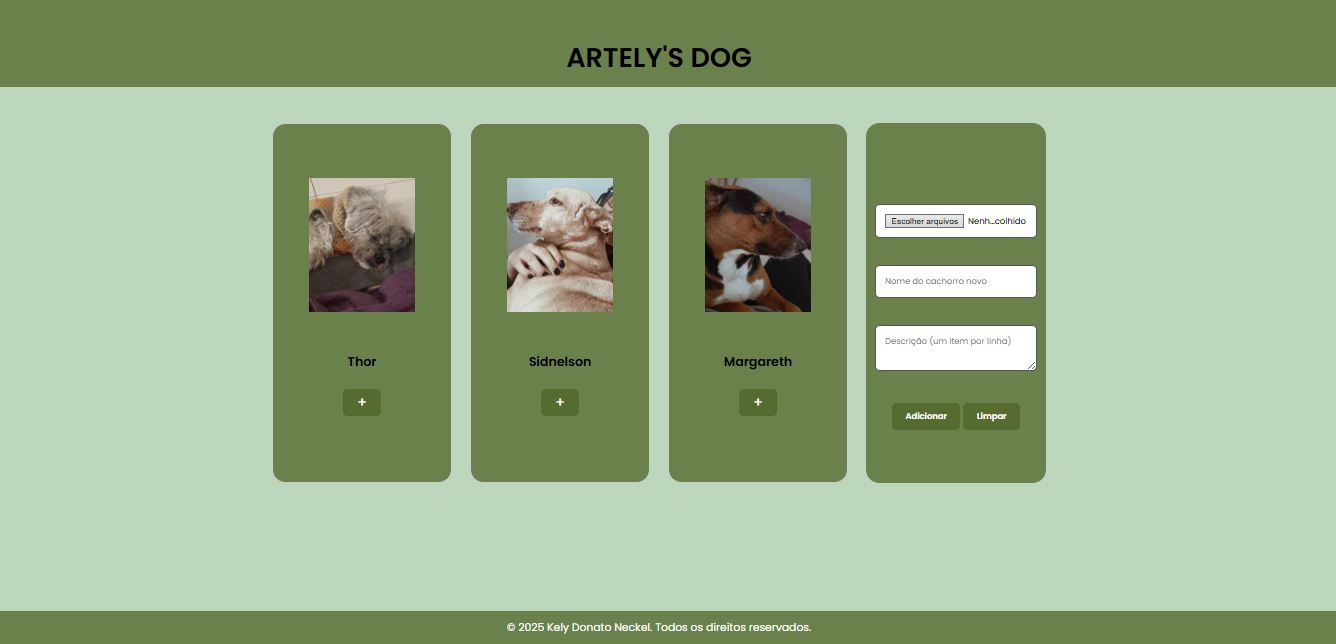 ARTELY'S DOG
Thor
+
Sidnelson
+
Margareth
+
Escolher arquivos Nenh...colhido
Nome do cachorro novo
Descrição (um item por linha)
Adicionar Limpar
© 2025 Kely Donato Neckel. Todos os direitos reservados.